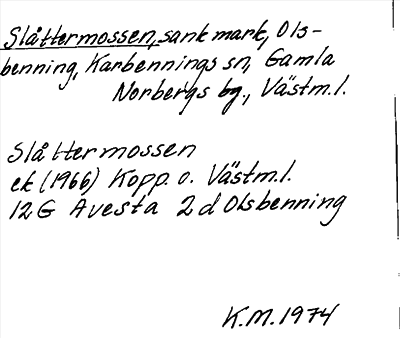 Slåttermossen, sank mark, Ols-
benning, Karbennings sn, Gamla
Norbergs bg., Västm.l.
Slåttermossen
ek (1966) Kopp. o. Västm.l.
12G Avesta 2d Olsbenning
K.M. 1974